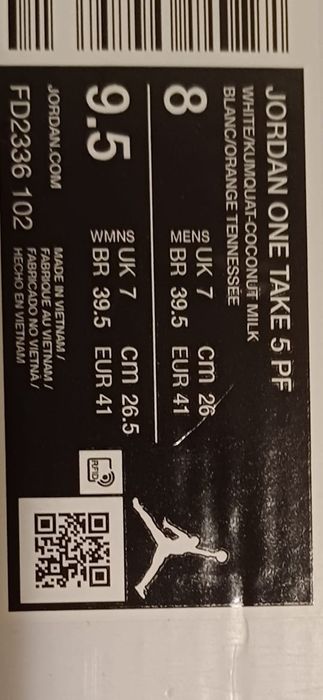 JORDAN ONE TAKE 5 PF
WHITE/KUMQUAT-COCONUT MILK
BLANC/ORANGE TENNESSEE
8
MENS UK 7 cm 26
BR 39.5 EUR 41
9.5
WMNS UK 7 cm 26.5
BR 39.5 EUR 41
JORDAN.COM
FD2336 102
MADE IN VIETNAM /
FABRIQUÉ AU VIETNAM /
FABRICADO NO VIETNÃ /
HECHO EN VIETNAM
RFID